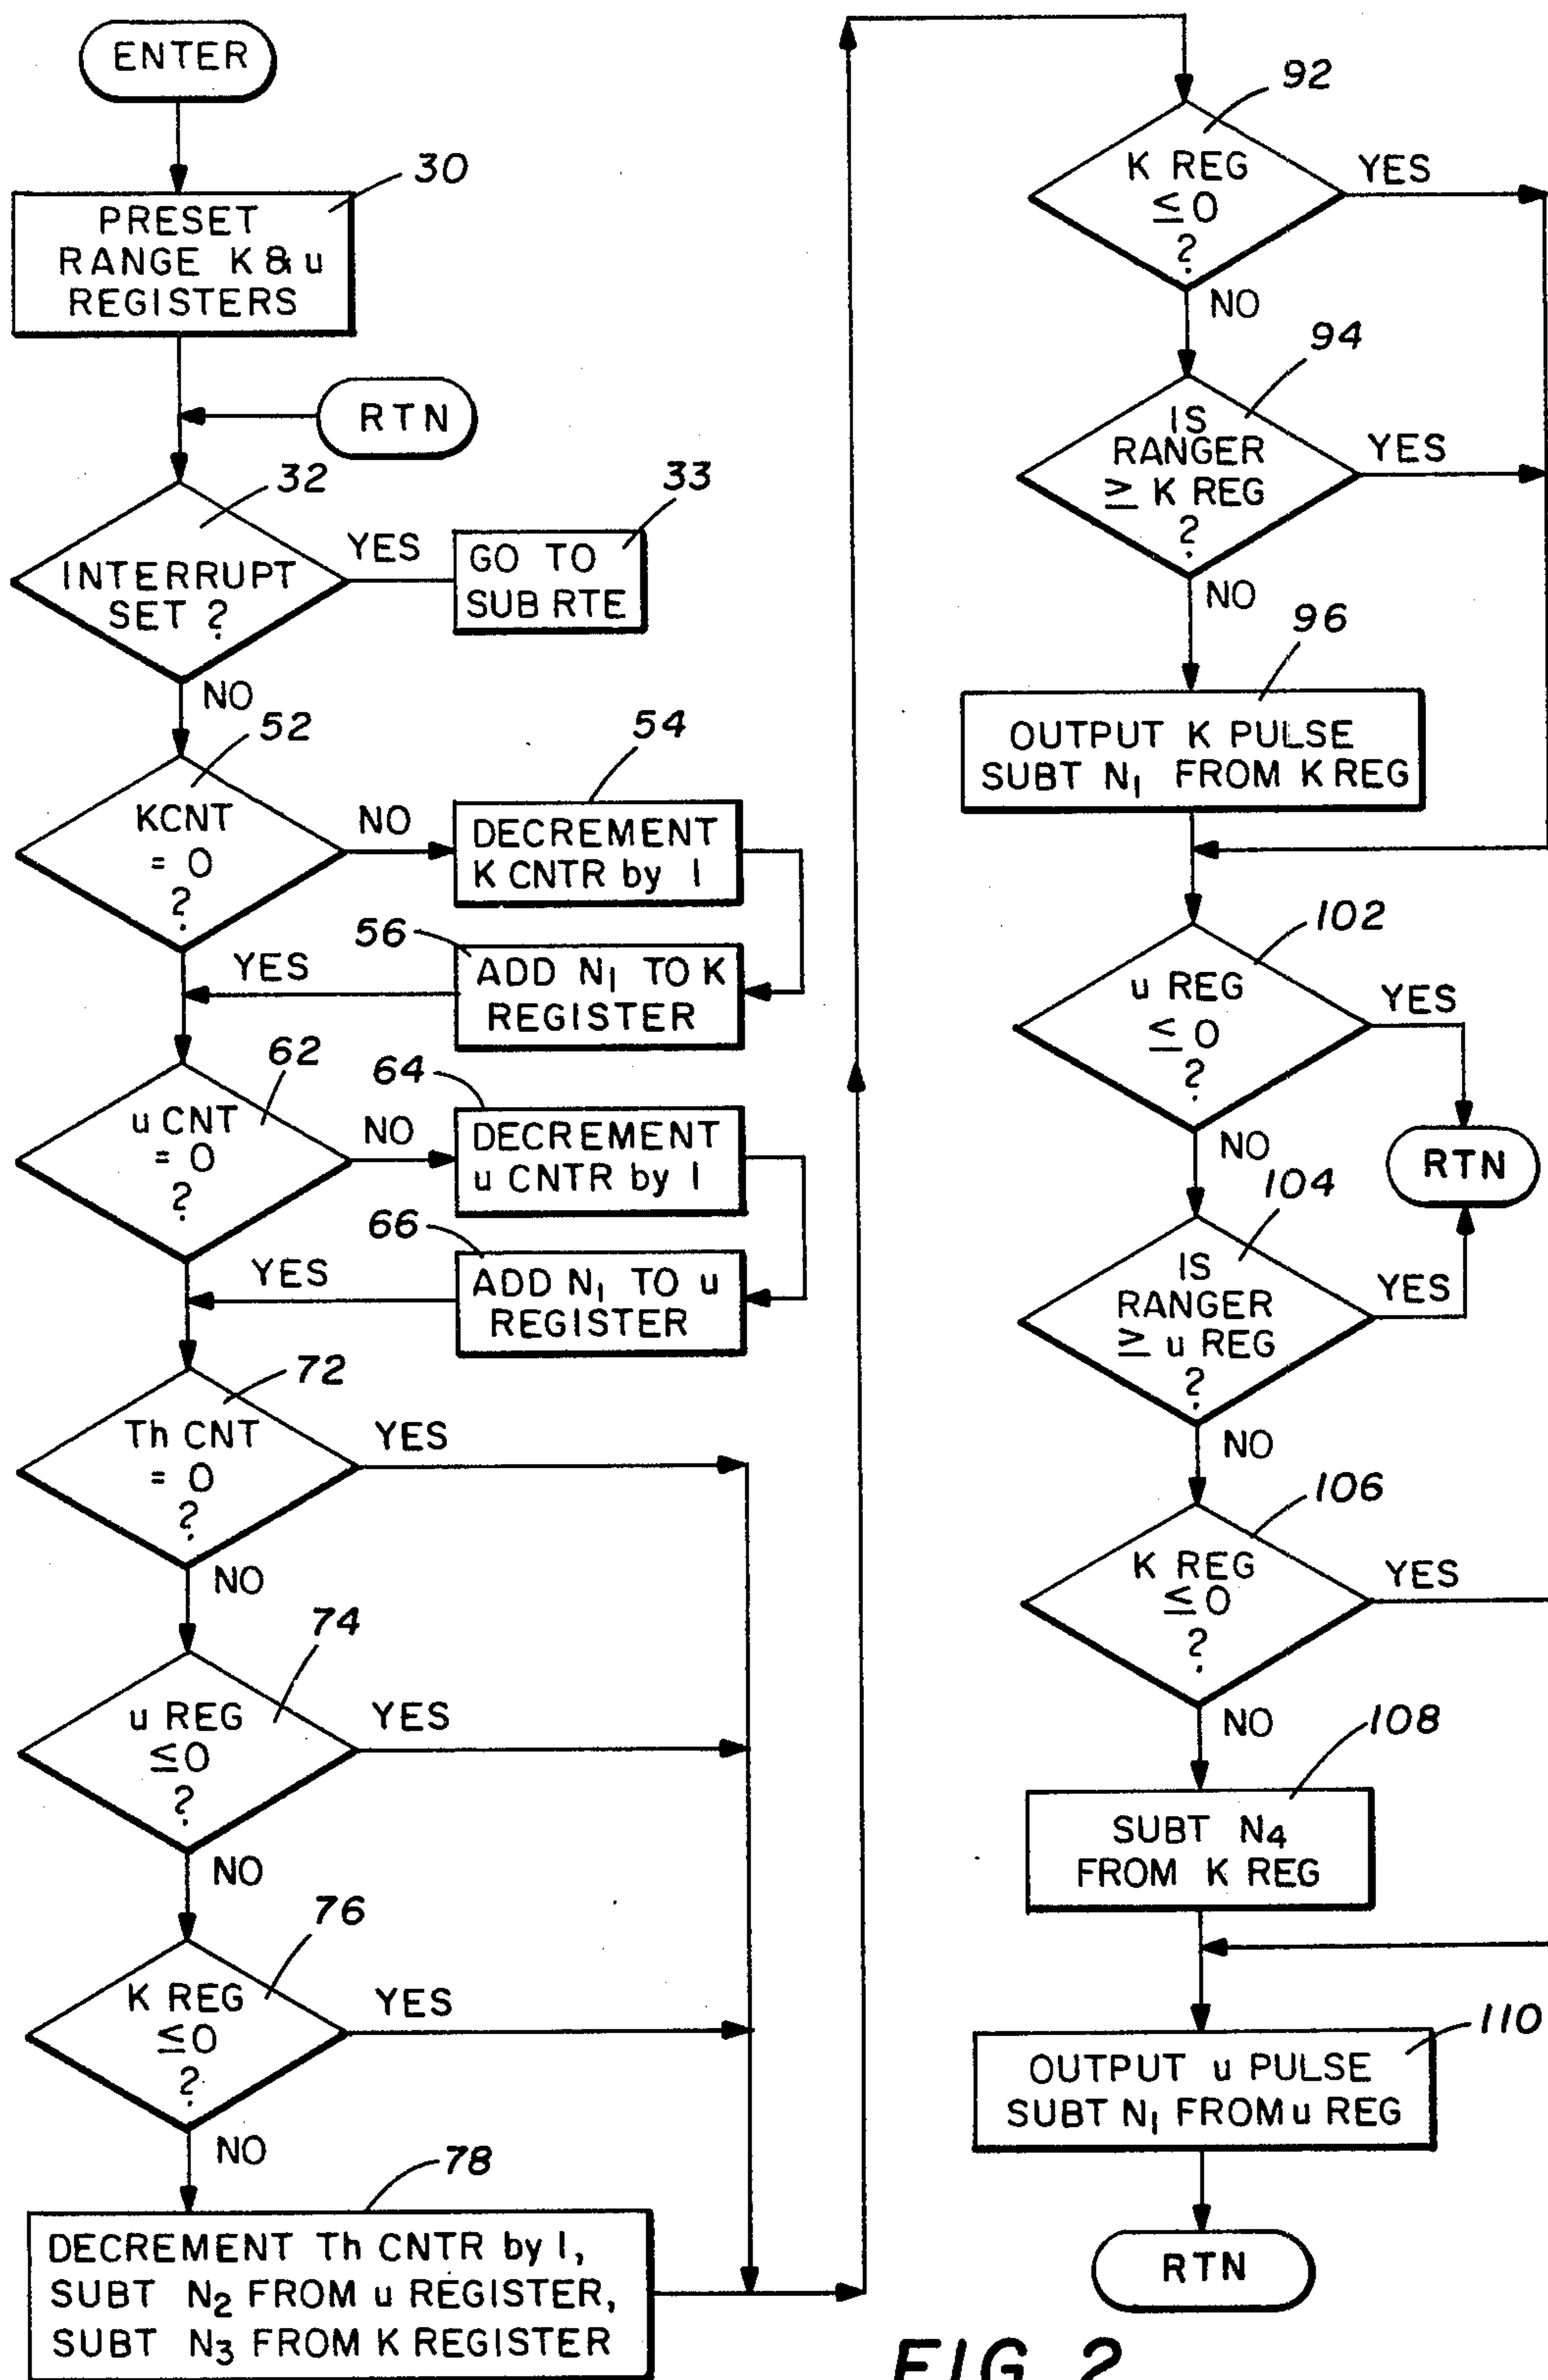 ENTER
30
PRESET
RANGE K & u
REGISTERS
RTN
32
INTERRUPT
SET ?
YES
33
GO TO
SUB RTE
NO
52
KCNT
= 0
?
NO
54
DECREMENT
K CNTR by 1
56
YES
ADD N1 TO K
REGISTER
62
u CNT
= 0
?
NO
64
DECREMENT
u CNTR by 1
66
YES
ADD N1 TO u
REGISTER
72
Th CNT
= 0
?
YES
NO
74
u REG
≤0
?
YES
NO
76
K REG
≤0
?
YES
NO
78
DECREMENT Th CNTR by 1,
SUBT N2 FROM u REGISTER,
SUBT N3 FROM K REGISTER
92
K REG
≤0
?
YES
NO
94
IS
RANGER
≥ K REG
?
YES
NO
96
OUTPUT K PULSE
SUBT N1 FROM K REG
102
u REG
≤0
?
YES
NO
RTN
104
IS
RANGER
≥ u REG
?
YES
NO
106
K REG
≤0
?
YES
NO
108
SUBT N4
FROM K REG
110
OUTPUT u PULSE
SUBT N1 FROM u REG
RTN
FIG 2